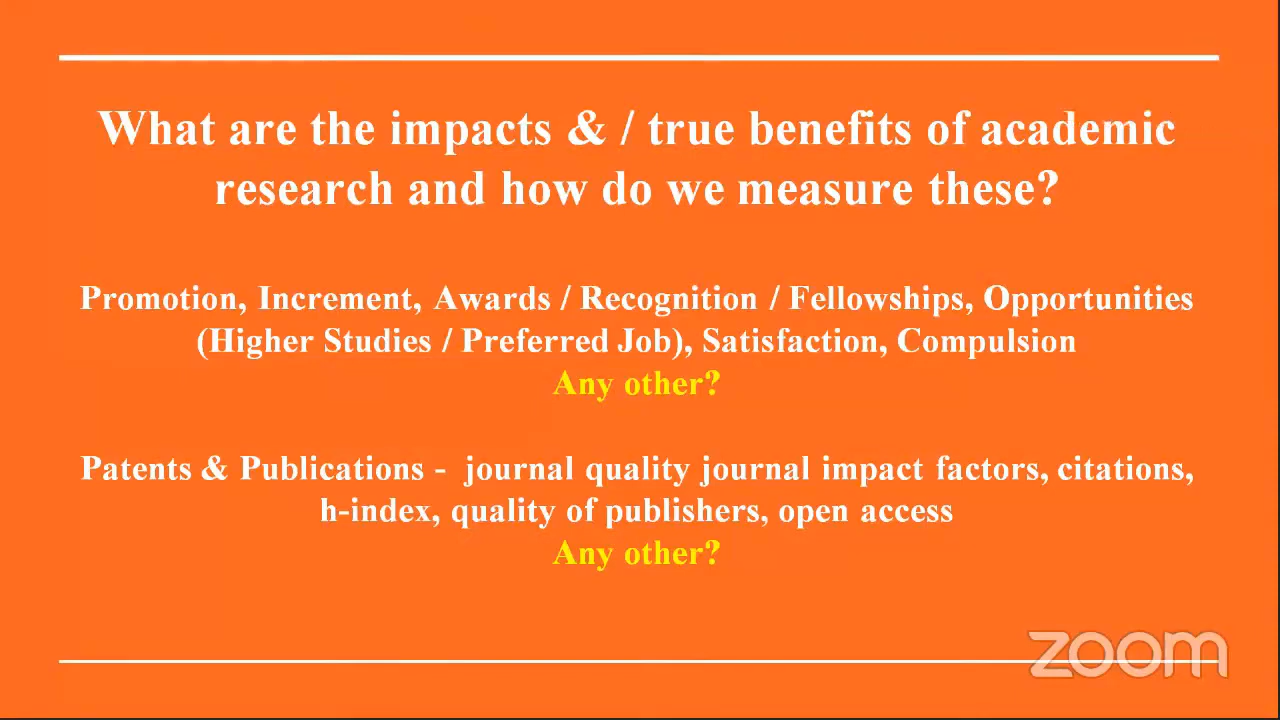 What are the impacts & / true benefits of academic
research and how do we measure these?
Promotion, Increment, Awards / Recognition / Fellowships, Opportunities
(Higher Studies / Preferred Job), Satisfaction, Compulsion
Any other?
Patents & Publications - journal quality journal impact factors, citations,
h-index, quality of publishers, open access
Any other?
zoom